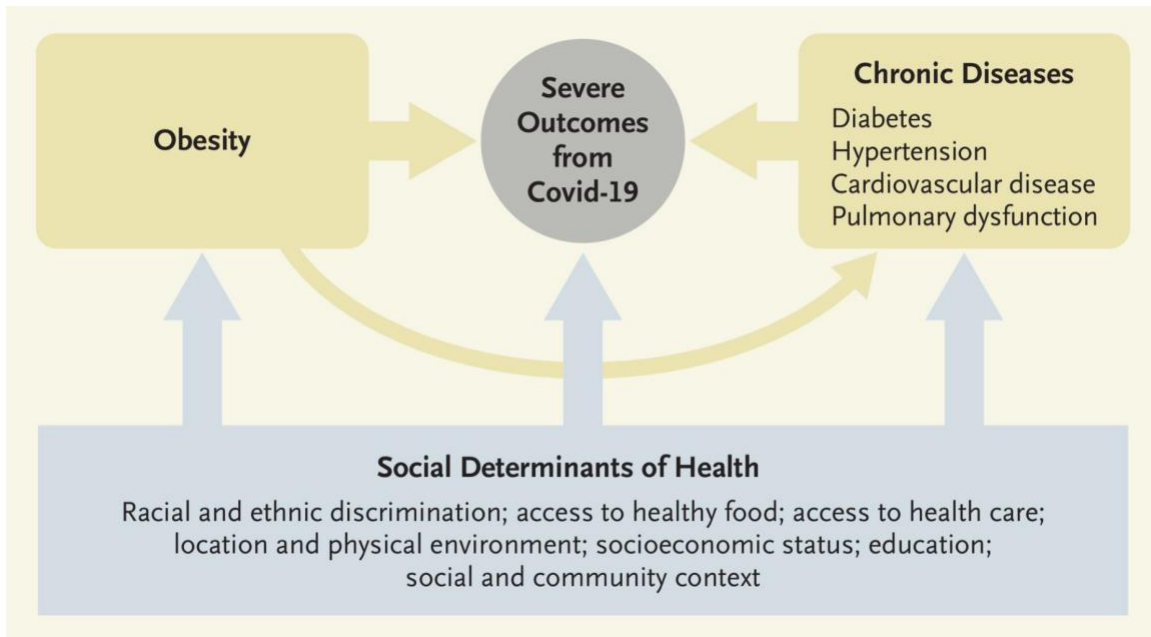 Obesity
Severe
Outcomes
from
Covid-19
Chronic Diseases
Diabetes
Hypertension
Cardiovascular disease
Pulmonary dysfunction
Social Determinants of Health
Racial and ethnic discrimination; access to healthy food; access to health care;
location and physical environment; socioeconomic status; education;
social and community context